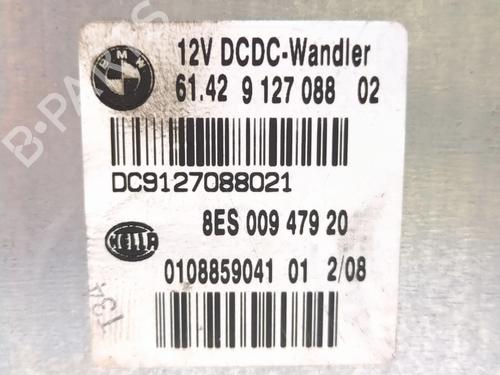 BMW
12V DCDC-Wandler
61.42 9 127 088 02
DC9127088021
8ES 009 479 20
HELLA
0108859041 01 2/08
T34
B-PARTS